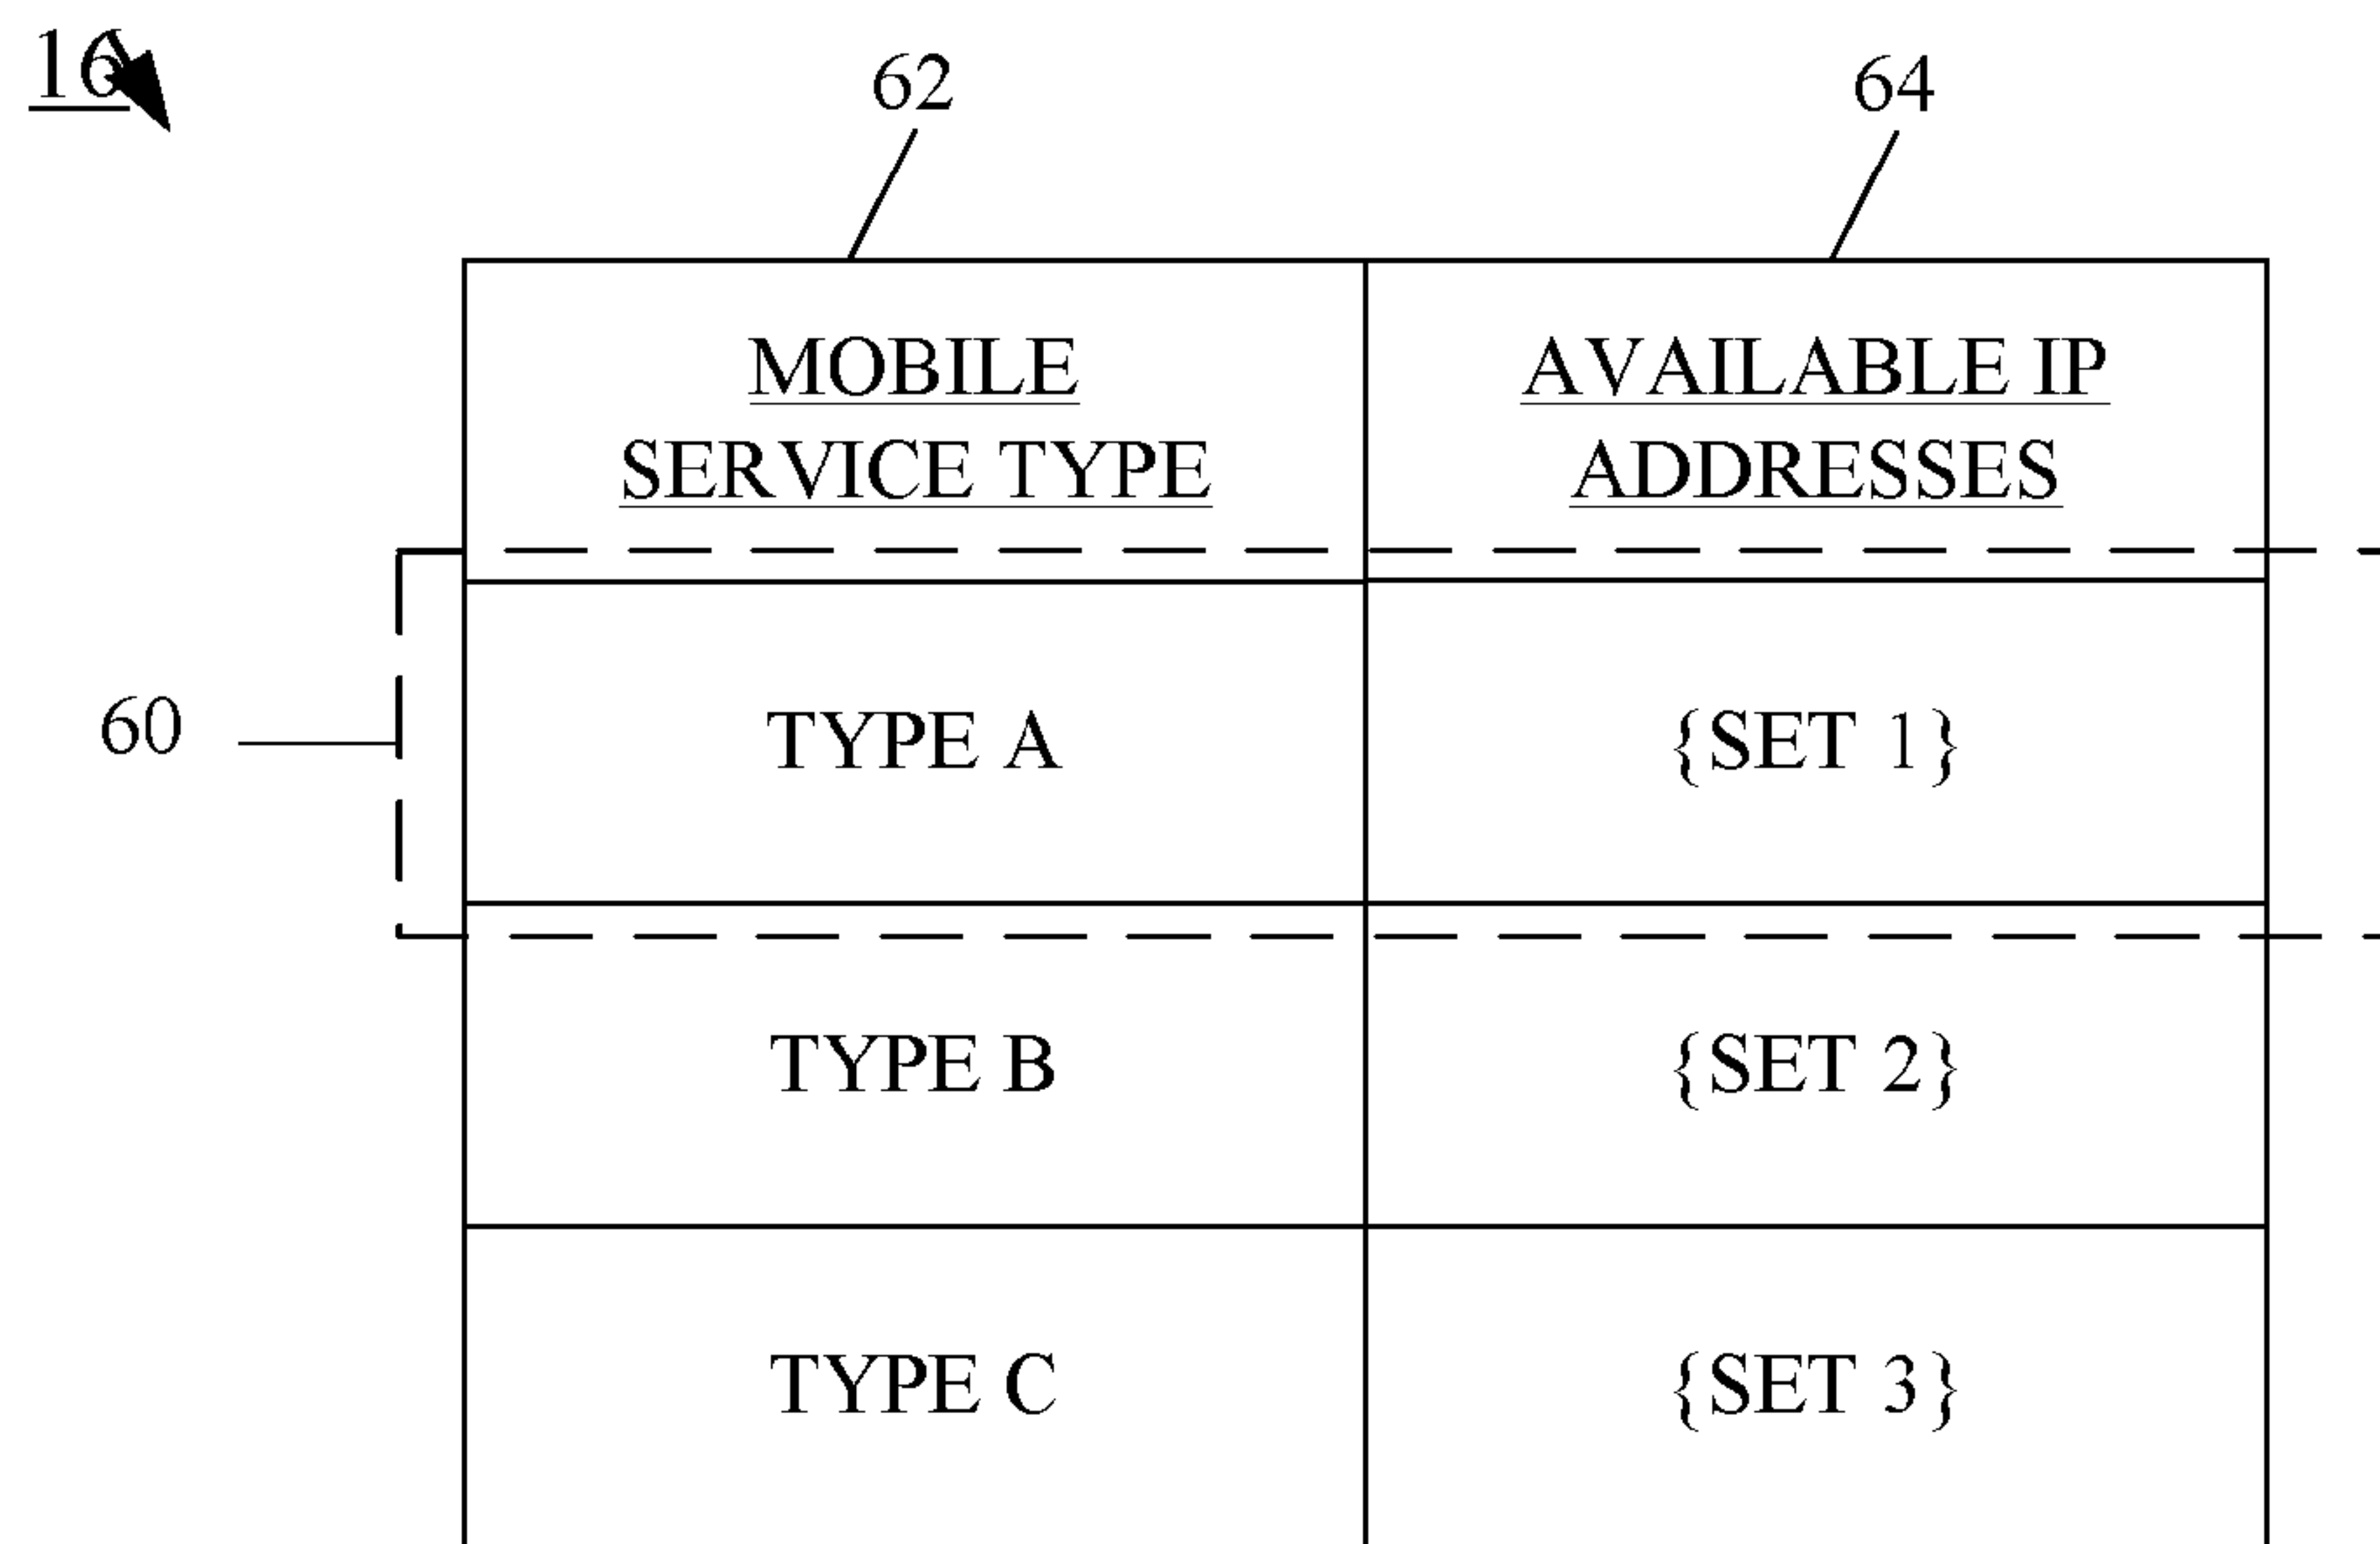 16
62
64
MOBILE
SERVICE TYPE
AVAILABLE IP
ADDRESSES
60
TYPE A
{SET 1}
TYPE B
{SET 2}
TYPE C
{SET 3}